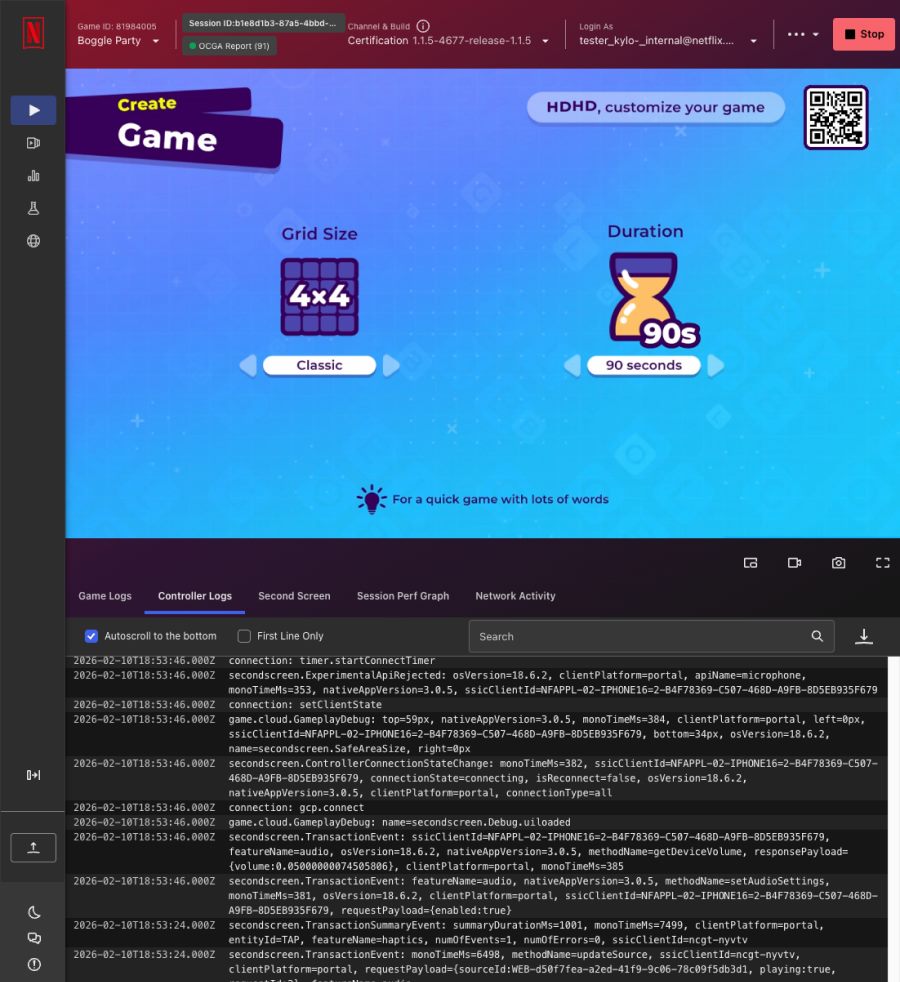 N
Game ID: 81984005
Boggle Party
Session ID:b1e8d1b3-87a5-4bbd-...
OCGA Report (91)
Channel & Build
Certification 1.1.5-4677-release-1.1.5
Login As
tester_kylo-_internal@netflix....
Stop
Create
Game
HDHD, customize your game
Grid Size
Duration
4×4
90s
Classic
90 seconds
For a quick game with lots of words
Game Logs
Controller Logs
Second Screen
Session Perf Graph
Network Activity
Autoscroll to the bottom
First Line Only
Search
2026-02-10T18:53:46.000Z connection: timer.startConnectTimer
2026-02-10T18:53:46.000Z secondscreen.ExperimentalApiRejected: osVersion=18.6.2, clientPlatform=portal, apiName=microphone,
monoTimeMs=353, nativeAppVersion=3.0.5, ssicClientId=NFAPPL-02-IPHONE16=2-B4F78369-C507-468D-A9FB-8D5EB935F679
2026-02-10T18:53:46.000Z connection: setClientState
2026-02-10T18:53:46.000Z game.cloud.GameplayDebug: top=59px, nativeAppVersion=3.0.5, monoTimeMs=384, clientPlatform=portal, left=0px,
ssicClientId=NFAPPL-02-IPHONE16=2-B4F78369-C507-468D-A9FB-8D5EB935F679, bottom=34px, osVersion=18.6.2,
name=secondscreen.SafeAreaSize, right=0px
2026-02-10T18:53:46.000Z secondscreen.ControllerConnectionStateChange: monoTimeMs=382, ssicClientId=NFAPPL-02-IPHONE16=2-B4F78369-C507-
468D-A9FB-8D5EB935F679, connectionState=connecting, isReconnect=false, osVersion=18.6.2,
nativeAppVersion=3.0.5, clientPlatform=portal, connectionType=all
2026-02-10T18:53:46.000Z connection: gcp.connect
2026-02-10T18:53:46.000Z game.cloud.GameplayDebug: name=secondscreen.Debug.uiloaded
2026-02-10T18:53:46.000Z secondscreen.TransactionEvent: ssicClientId=NFAPPL-02-IPHONE16=2-B4F78369-C507-468D-A9FB-8D5EB935F679,
featureName=audio, osVersion=18.6.2, nativeAppVersion=3.0.5, methodName=getDeviceVolume, responsePayload=
{volume:0.05000000074505806}, clientPlatform=portal, monoTimeMs=385
2026-02-10T18:53:46.000Z secondscreen.TransactionEvent: featureName=audio, nativeAppVersion=3.0.5, methodName=setAudioSettings,
monoTimeMs=381, osVersion=18.6.2, clientPlatform=portal, ssicClientId=NFAPPL-02-IPHONE16=2-B4F78369-C507-468D-
A9FB-8D5EB935F679, requestPayload={enabled:true}
2026-02-10T18:53:24.000Z secondscreen.TransactionSummaryEvent: summaryDurationMs=1001, monoTimeMs=7499, clientPlatform=portal,
entityId=TAP, featureName=haptics, numOfEvents=1, numOfErrors=0, ssicClientId=ncgt-nyvtv
2026-02-10T18:53:24.000Z secondscreen.TransactionEvent: monoTimeMs=6498, methodName=updateSource, ssicClientId=ncgt-nyvtv,
clientPlatform=portal, requestPayload={sourceId:WEB-d50f7fea-a2ed-41f9-9c06-78c09f5db3d1, playing:true,